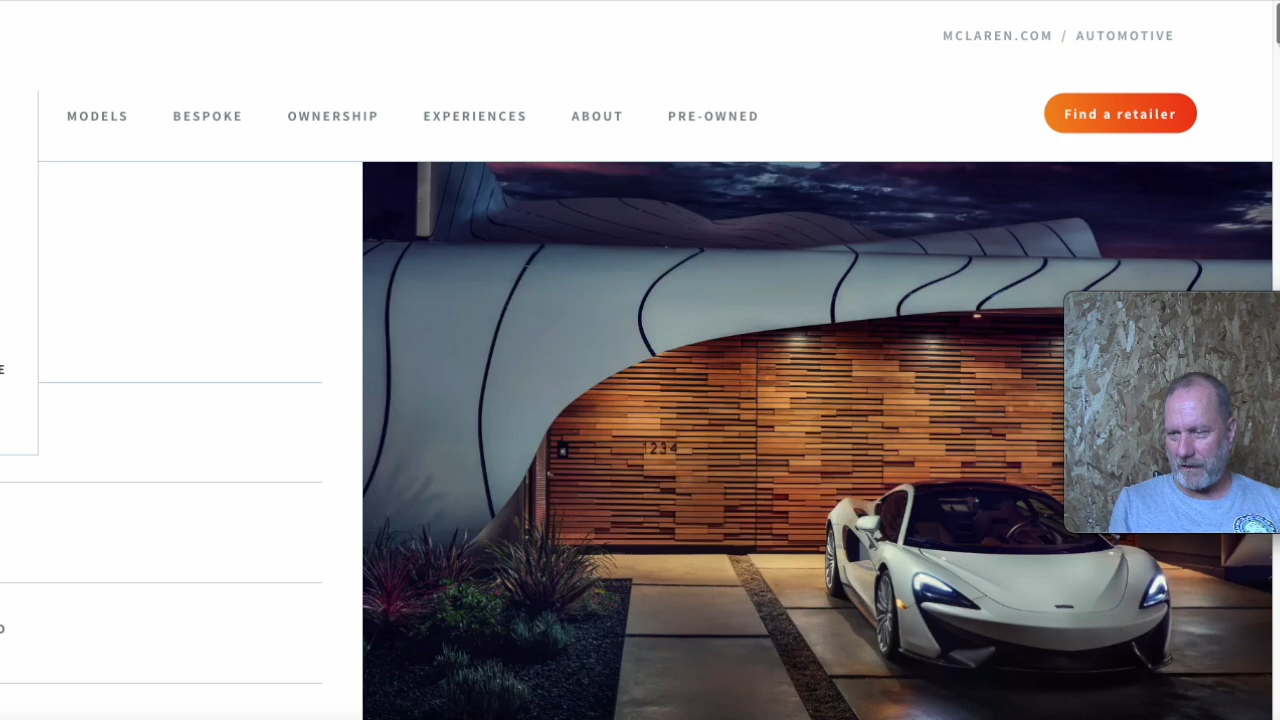 MCLAREN.COM / AUTOMOTIVE
MODELS BESPOKE OWNERSHIP EXPERIENCES ABOUT PRE-OWNED
Find a retailer
E
1234